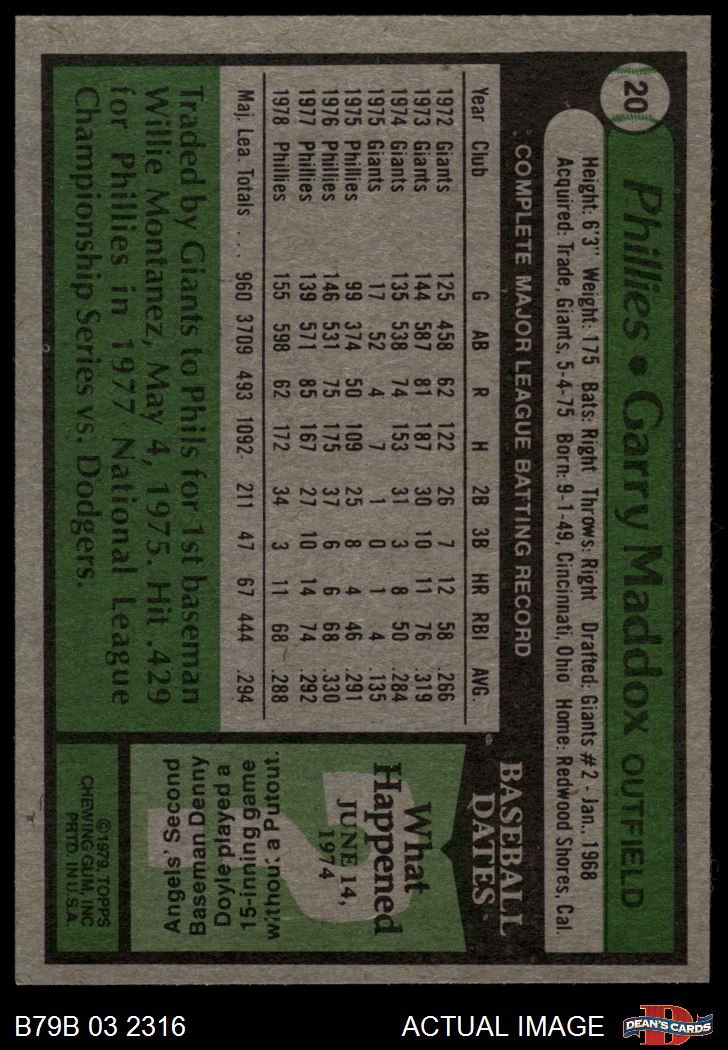 20
Phillies • Garry Maddox OUTFIELD
Height: 6'3" Weight: 175 Bats: Right Throws: Right Drafted: Giants #2 - Jan., 1968
Acquired: Trade, Giants, 5-4-75 Born: 9-1-49, Cincinnati, Ohio Home: Redwood Shores, Cal.
COMPLETE MAJOR LEAGUE BATTING RECORD
Year Club G AB R H 2B 3B HR RBI AVG.
1972 Giants 125 458 62 122 26 7 12 58 .266
1973 Giants 144 587 81 187 30 10 11 76 .319
1974 Giants 135 538 74 153 31 3 8 50 .284
1975 Giants 17 52 4 7 1 0 1 4 .135
1975 Phillies 99 374 50 109 25 8 4 46 .291
1976 Phillies 146 531 75 175 37 6 6 68 .330
1977 Phillies 139 571 85 167 27 10 14 74 .292
1978 Phillies 155 598 62 172 34 3 11 68 .288
Maj. Lea Totals . . . 960 3709 493 1092 211 47 67 444 .294
Traded by Giants to Phils for 1st baseman
Willie Montanez, May 4, 1975. Hit .429
for Phillies in 1977 National League
Championship Series vs. Dodgers.
BASEBALL
DATES
What
Happened
JUNE 14,
1974
?
Angels' Second
Baseman Denny
Doyle played a
15-inning game
without a Putout.
©1979, TOPPS
CHEWING GUM, INC
PRTD. IN U.S.A.
B79B 03 2316
ACTUAL IMAGE
D
DEAN'S CARDS